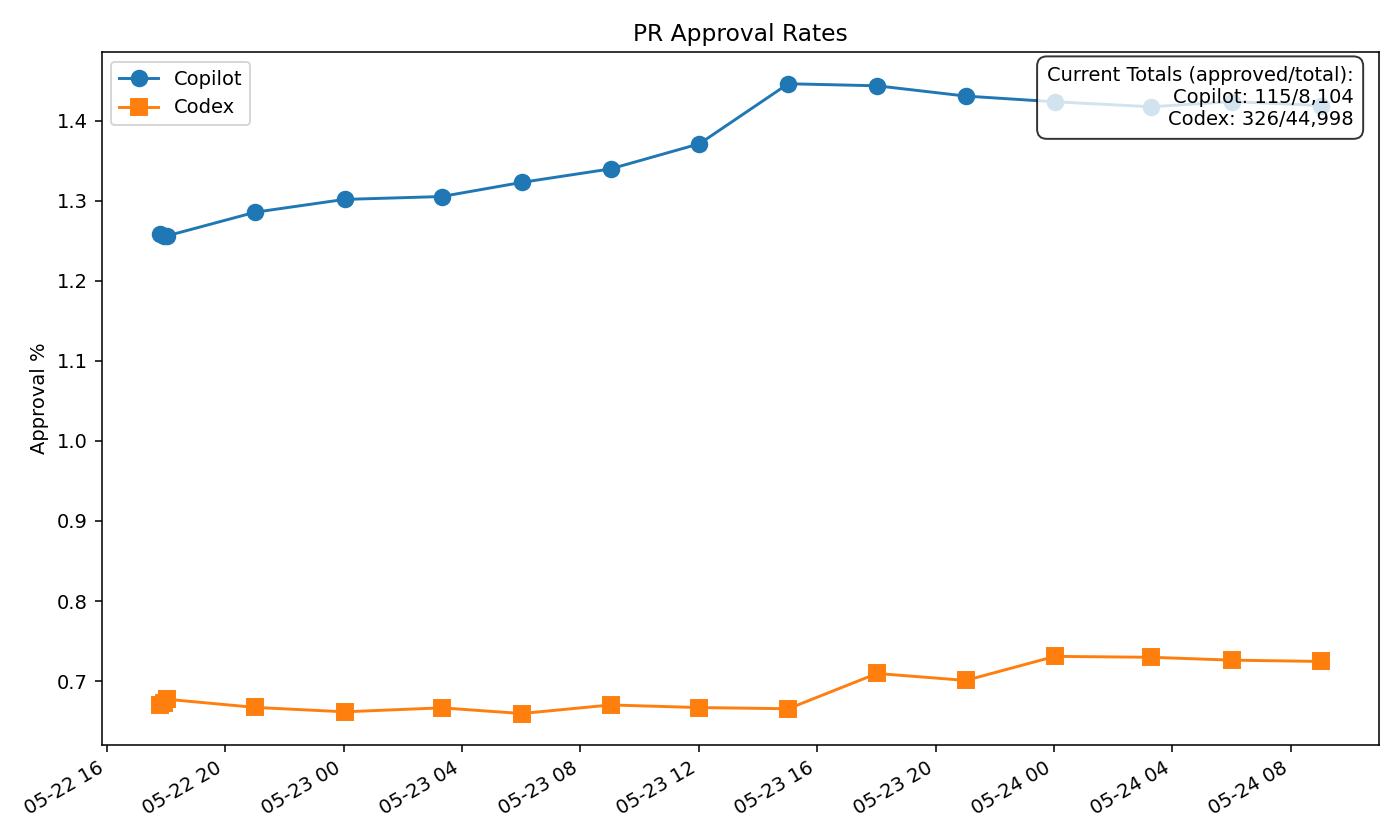 PR Approval Rates
Copilot
Codex
Current Totals (approved/total):
Copilot: 115/8,104
Codex: 326/44,998
Approval %
1.4
1.3
1.2
1.1
1.0
0.9
0.8
0.7
05-22 16
05-22 20
05-23 00
05-23 04
05-23 08
05-23 12
05-23 16
05-23 20
05-24 00
05-24 04
05-24 08